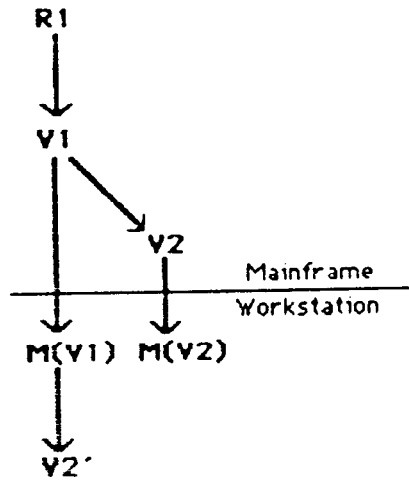 R1
V1
V2
Mainframe
Workstation
M(V1) M(V2)
V2'